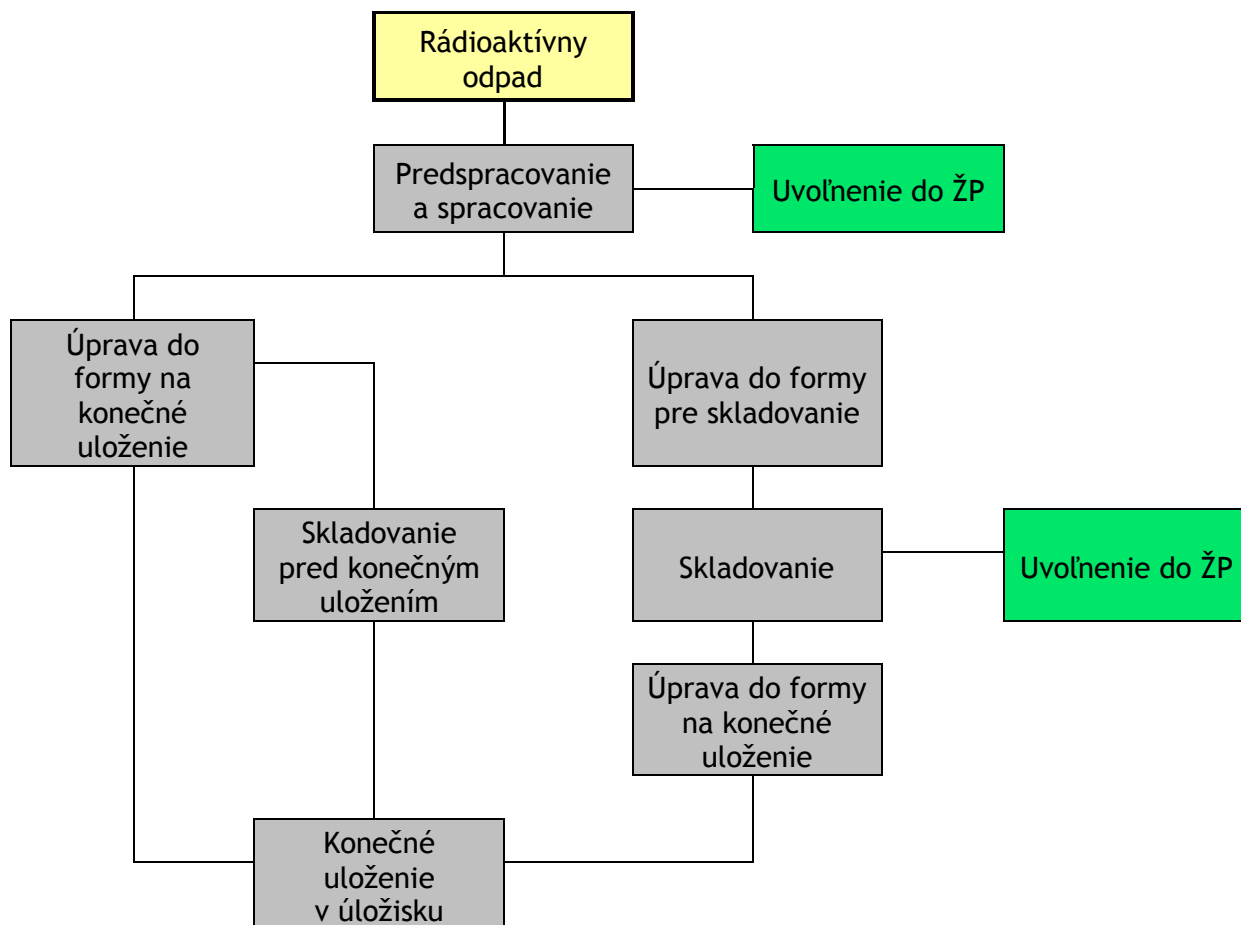 Rádioaktívny
odpad
Predspracovanie
a spracovanie
Uvoľnenie do ŽP
Úprava do
formy na
konečné
uloženie
Úprava do formy
pre skladovanie
Skladovanie
pred konečným
uložením
Skladovanie
Uvoľnenie do ŽP
Úprava do formy
na konečné
uloženie
Konečné
uloženie
v úložisku